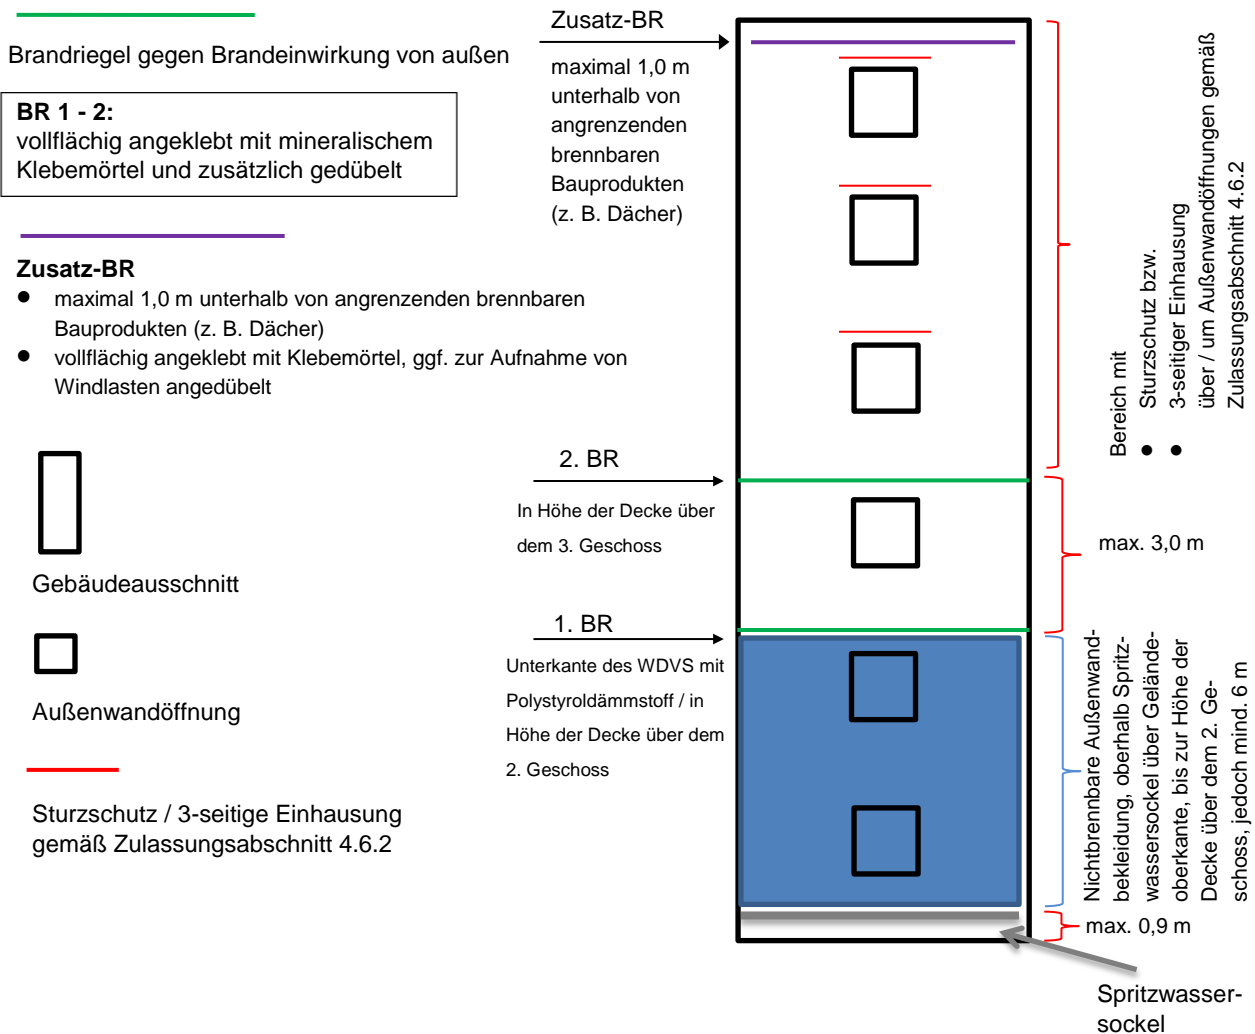 Brandriegel gegen Brandeinwirkung von außen
BR 1 - 2:
vollflächig angeklebt mit mineralischem
Klebemörtel und zusätzlich gedübelt
Zusatz-BR
● maximal 1,0 m unterhalb von angrenzenden brennbaren
Bauprodukten (z. B. Dächer)
● vollflächig angeklebt mit Klebemörtel, ggf. zur Aufnahme von
Windlasten angedübelt
Gebäudeausschnitt
Außenwandöffnung
Sturzschutz / 3-seitige Einhausung
gemäß Zulassungsabschnitt 4.6.2
Zusatz-BR
maximal 1,0 m
unterhalb von
angrenzenden
brennbaren
Bauprodukten
(z. B. Dächer)
2. BR
In Höhe der Decke über
dem 3. Geschoss
1. BR
Unterkante des WDVS mit
Polystyroldämmstoff / in
Höhe der Decke über dem
2. Geschoss
Bereich mit
● Sturzschutz bzw.
● 3-seitiger Einhausung
über / um Außenwandöffnungen gemäß
Zulassungsabschnitt 4.6.2
max. 3,0 m
Nichtbrennbare Außenwand-
bekleidung, oberhalb Spritz-
wassersockel über Gelände-
oberkante, bis zur Höhe der
Decke über dem 2. Ge-
schoss, jedoch mind. 6 m
max. 0,9 m
Spritzwasser-
sockel